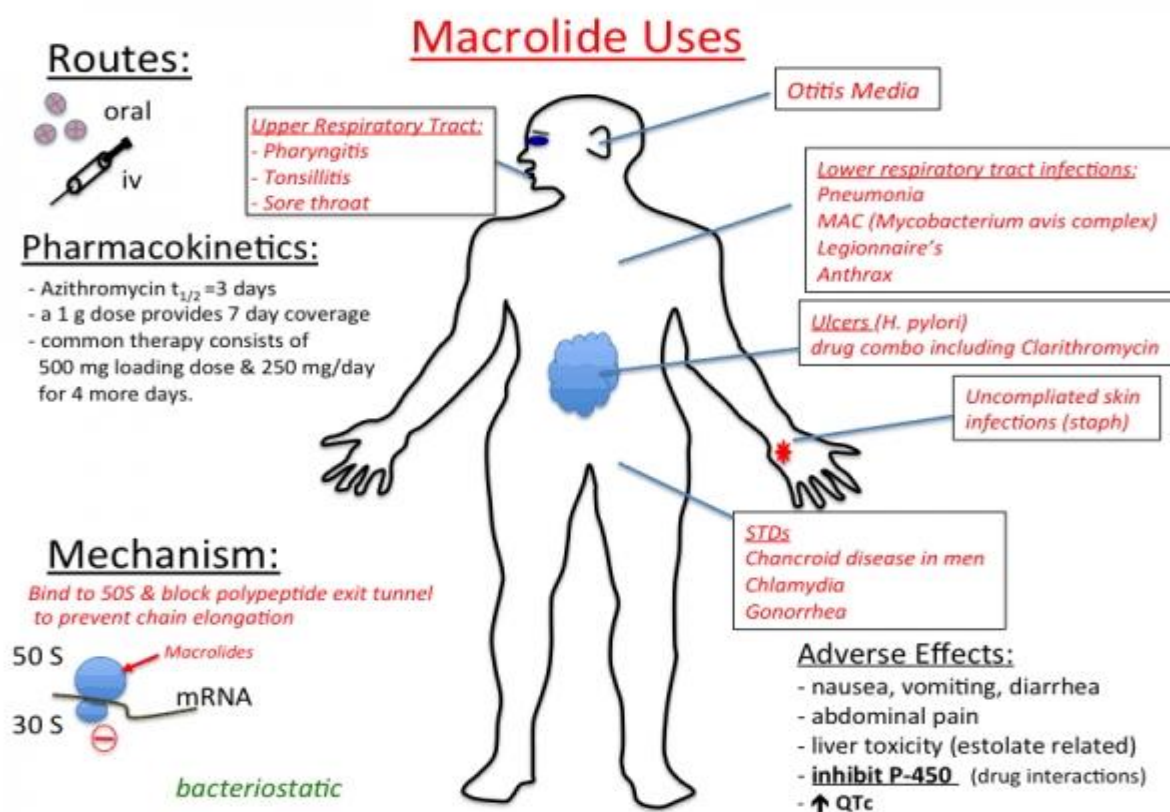 Macrolide Uses
Routes:
oral
iv
Upper Respiratory Tract:
- Pharyngitis
- Tonsillitis
- Sore throat
Otitis Media
Lower respiratory tract infections:
Pneumonia
MAC (Mycobacterium avis complex)
Legionnaire's
Anthrax
Pharmacokinetics:
- Azithromycin t1/2 =3 days
- a 1 g dose provides 7 day coverage
- common therapy consists of
500 mg loading dose & 250 mg/day
for 4 more days.
Ulcers (H. pylori)
drug combo including Clarithromycin
Uncompliated skin
infections (staph)
STDs
Chancroid disease in men
Chlamydia
Gonorrhea
Mechanism:
Bind to 50S & block polypeptide exit tunnel
to prevent chain elongation
50 S
Macrolides
mRNA
30 S
bacteriostatic
Adverse Effects:
- nausea, vomiting, diarrhea
- abdominal pain
- liver toxicity (estolate related)
- inhibit P-450 (drug interactions)
- ↑ QTc